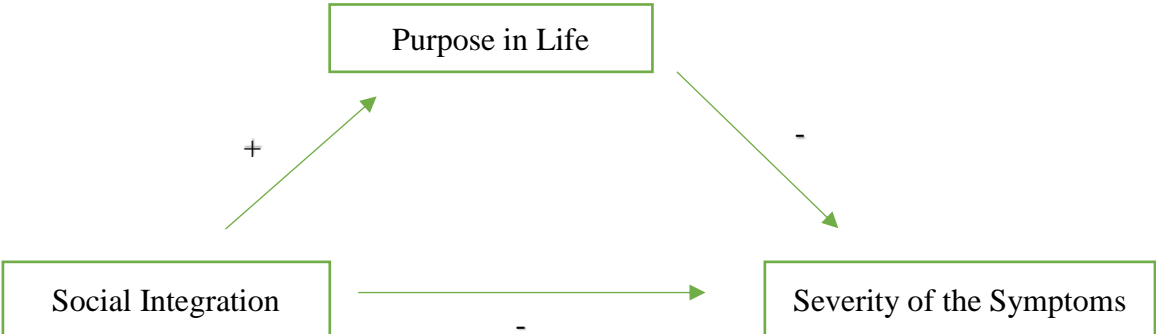 Purpose in Life
+
-
Social Integration
Severity of the Symptoms
-